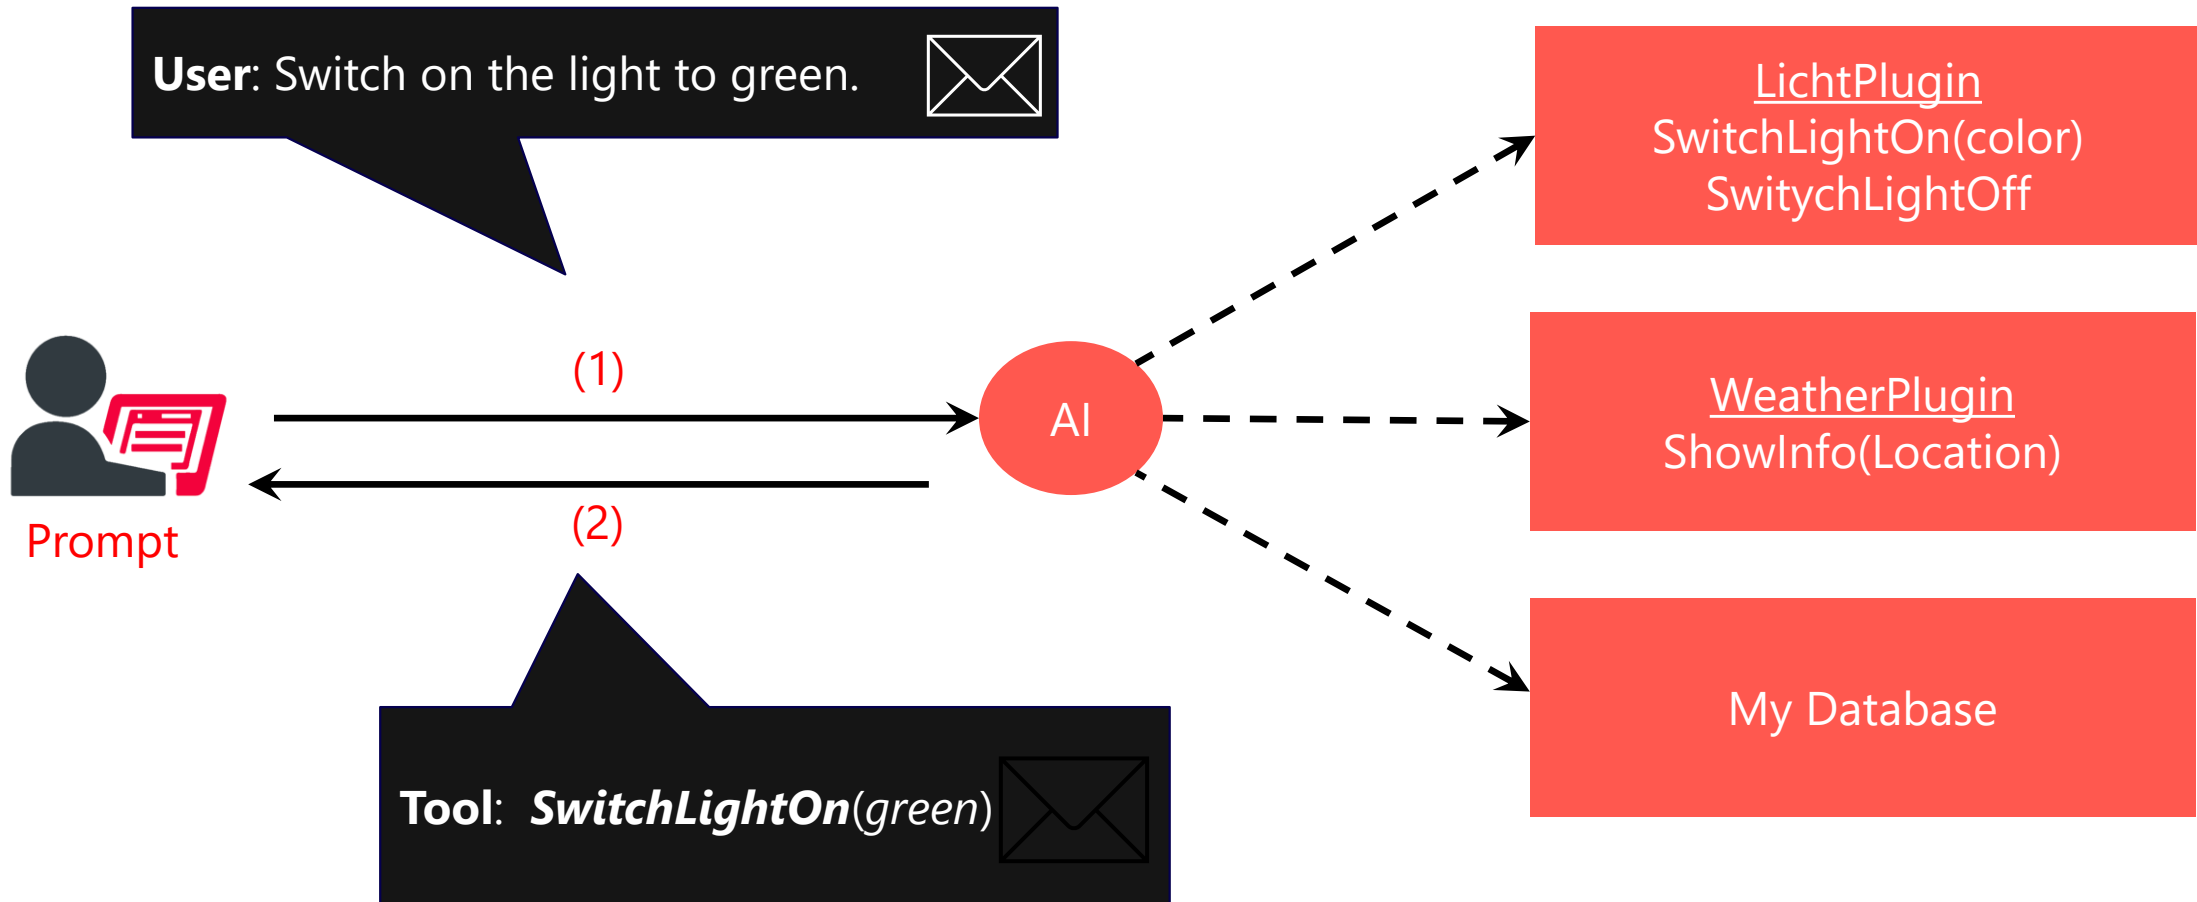 User: Switch on the light to green.
LichtPlugin
SwitchLightOn(color)
SwitychLightOff
(1)
AI
WeatherPlugin
ShowInfo(Location)
(2)
Prompt
My Database
Tool: SwitchLightOn(green)